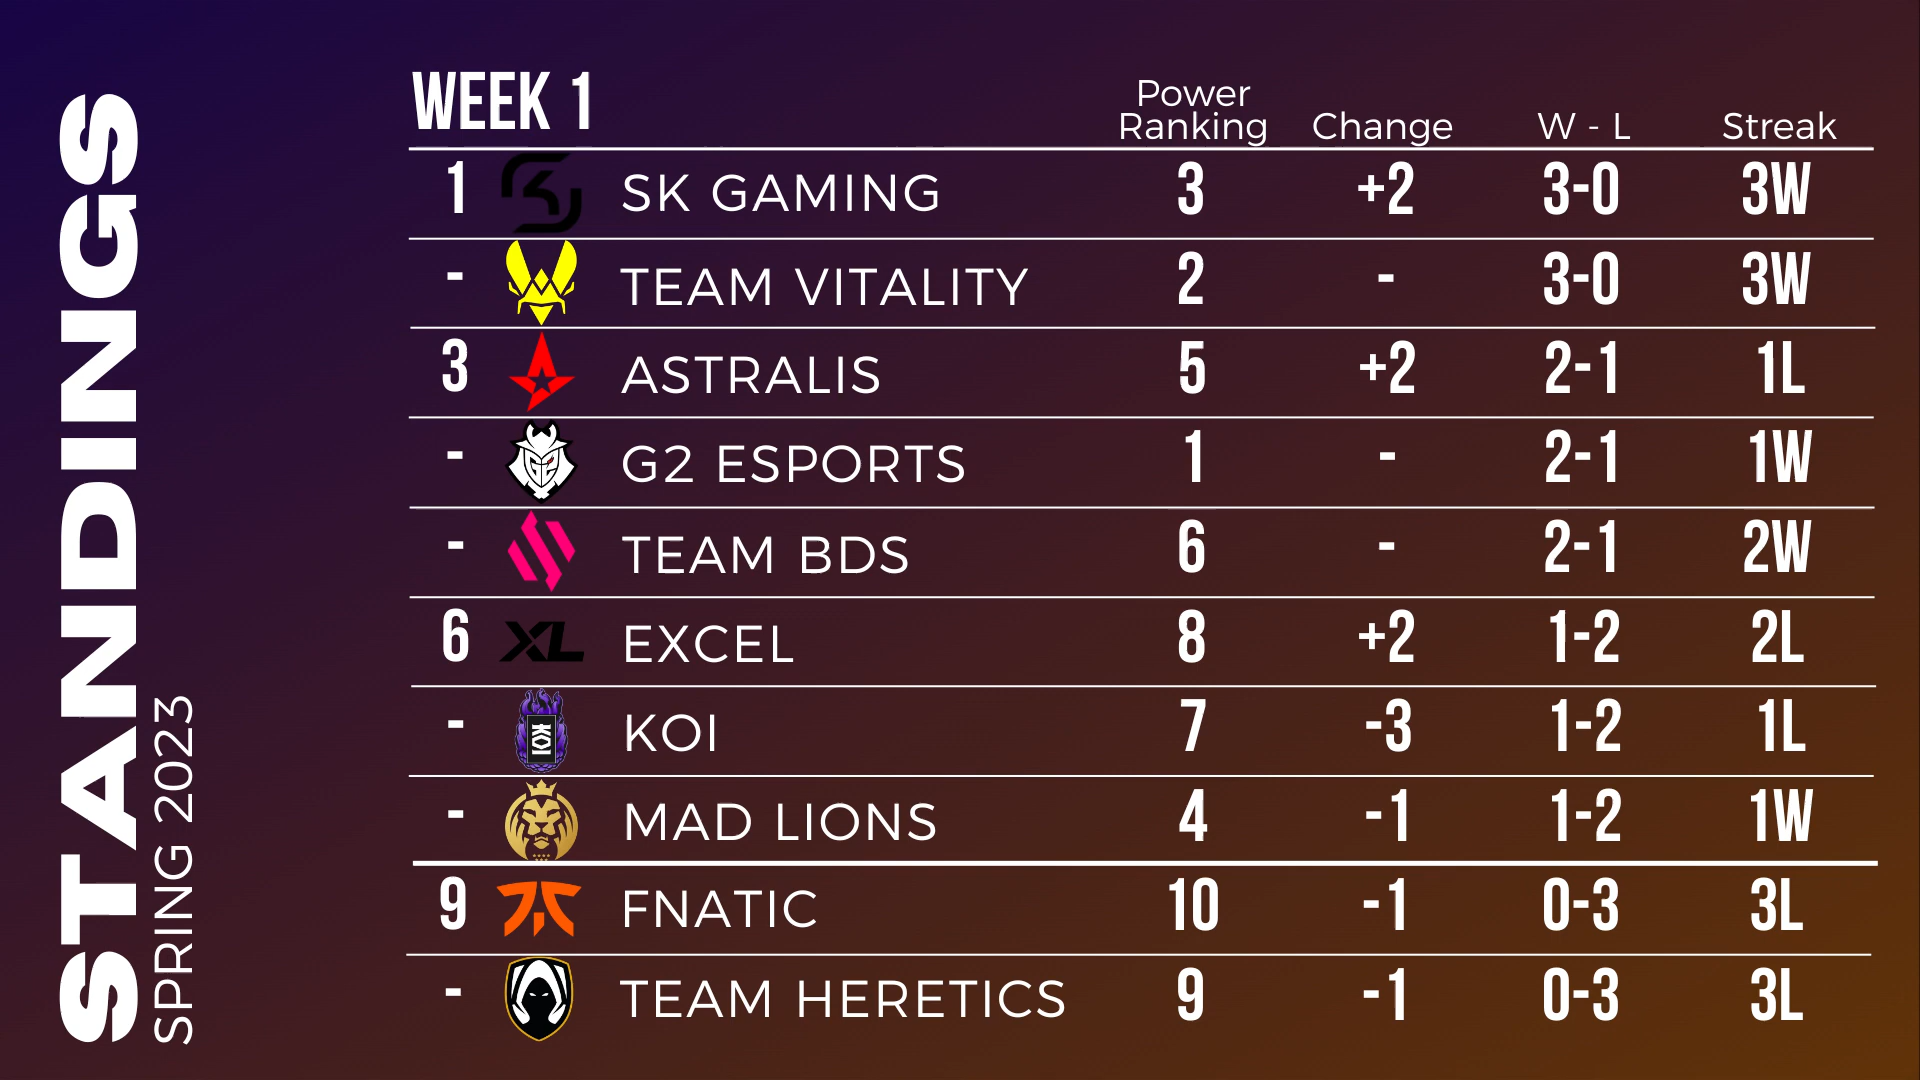 STANDINGS
SPRING 2023
WEEK 1 Power Ranking Change W - L Streak
1 SK GAMING 3 +2 3-0 3W
- TEAM VITALITY 2 - 3-0 3W
3 ASTRALIS 5 +2 2-1 1L
- G2 ESPORTS 1 - 2-1 1W
- TEAM BDS 6 - 2-1 2W
6 XL EXCEL 8 +2 1-2 2L
- KOI KOI 7 -3 1-2 1L
- MAD LIONS 4 -1 1-2 1W
9 FNATIC 10 -1 0-3 3L
- TEAM HERETICS 9 -1 0-3 3L